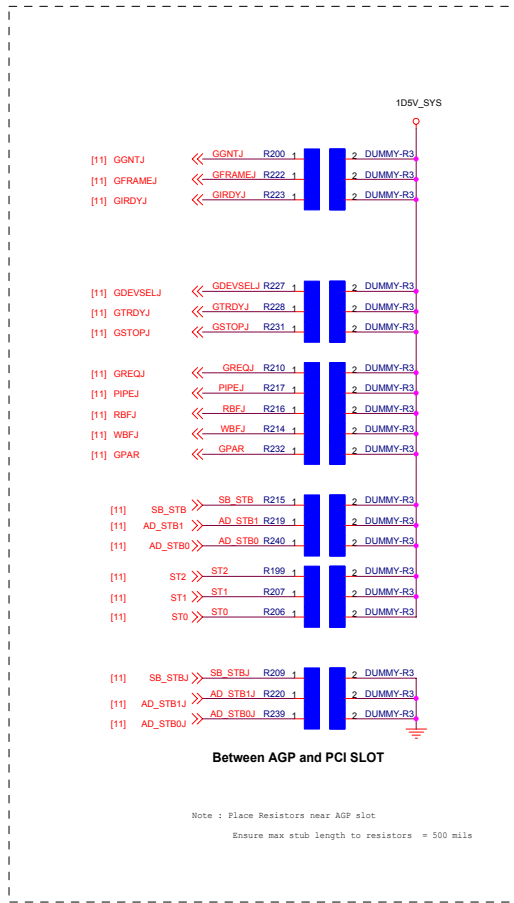 1D5V_SYS
[11] GGNTJ GGNTJ R200 1 2 DUMMY-R3
[11] GFRAMEJ GFRAMEJ R222 1 2 DUMMY-R3
[11] GIRDYJ GIRDYJ R223 1 2 DUMMY-R3
[11] GDEVSELJ GDEVSELJ R227 1 2 DUMMY-R3
[11] GTRDYJ GTRDYJ R228 1 2 DUMMY-R3
[11] GSTOPJ GSTOPJ R231 1 2 DUMMY-R3
[11] GREQJ GREQJ R210 1 2 DUMMY-R3
[11] PIPEJ PIPEJ R217 1 2 DUMMY-R3
[11] RBFJ RBFJ R216 1 2 DUMMY-R3
[11] WBFJ WBFJ R214 1 2 DUMMY-R3
[11] GPAR GPAR R232 1 2 DUMMY-R3
[11] SB_STB SB_STB R215 1 2 DUMMY-R3
[11] AD_STB1 AD_STB1 R219 1 2 DUMMY-R3
[11] AD_STB0 AD_STB0 R240 1 2 DUMMY-R3
[11] ST2 ST2 R199 1 2 DUMMY-R3
[11] ST1 ST1 R207 1 2 DUMMY-R3
[11] ST0 ST0 R206 1 2 DUMMY-R3
[11] SB_STBJ SB_STBJ R209 1 2 DUMMY-R3
[11] AD_STB1J AD_STB1J R220 1 2 DUMMY-R3
[11] AD_STB0J AD_STB0J R239 1 2 DUMMY-R3
Between AGP and PCI SLOT
Note : Place Resistors near AGP slot
Ensure max stub length to resistors = 500 mils